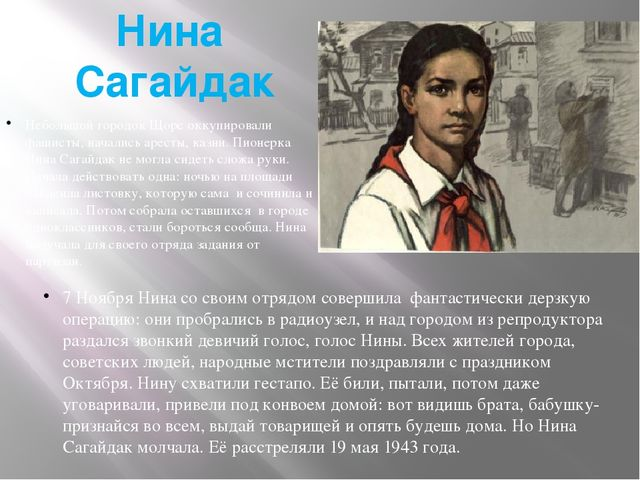 Нина
Сагайдак
Небольшой городок Щорс оккупировали
фашисты, начались аресты, казни. Пионерка
Нина Сагайдак не могла сидеть сложа руки.
Начала действовать одна: ночью на площади
листовку, которую сама и сочинила и
написала. Потом собрала оставшихся в городе
одноклассников, стали бороться сообща. Нина
получала для своего отряда задания от
партизан.
7 Ноября Нина со своим отрядом совершила фантастически дерзкую
операцию: они пробрались в радиоузел, и над городом из репродуктора
раздался звонкий девичий голос, голос Нины. Всех жителей города,
советских людей, народные мстители поздравляли с праздником
Октября. Нину схватили гестапо. Её били, пытали, потом даже
уговаривали, привели под конвоем домой: вот видишь брата, бабушку-
признайся во всем, выдай товарищей и опять будешь дома. Но Нина
Сагайдак молчала. Её расстреляли 19 мая 1943 года.